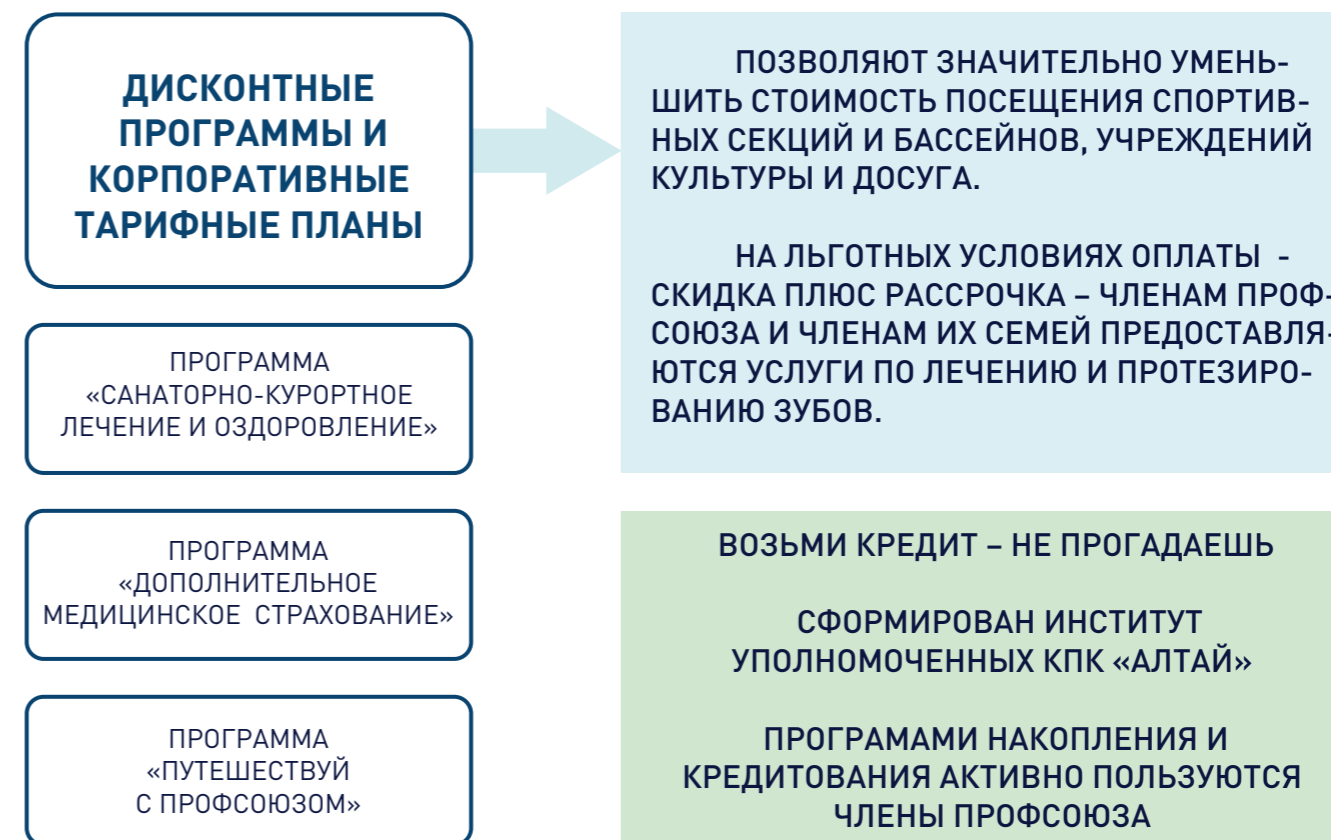 ДИСКОНТНЫЕ
ПРОГРАММЫ И
КОРПОРАТИВНЫЕ
ТАРИФНЫЕ ПЛАНЫ
ПОЗВОЛЯЮТ ЗНАЧИТЕЛЬНО УМЕНЬ-
ШИТЬ СТОИМОСТЬ ПОСЕЩЕНИЯ СПОРТИВ-
НЫХ СЕКЦИЙ И БАССЕЙНОВ, УЧРЕЖДЕНИЙ
КУЛЬТУРЫ И ДОСУГА.
НА ЛЬГОТНЫХ УСЛОВИЯХ ОПЛАТЫ -
СКИДКА ПЛЮС РАССРОЧКА – ЧЛЕНАМ ПРОФ-
СОЮЗА И ЧЛЕНАМ ИХ СЕМЕЙ ПРЕДОСТАВЛЯ-
ЮТСЯ УСЛУГИ ПО ЛЕЧЕНИЮ И ПРОТЕЗИРО-
ВАНИЮ ЗУБОВ.
ПРОГРАММА
«САНАТОРНО-КУРОРТНОЕ
ЛЕЧЕНИЕ И ОЗДОРОВЛЕНИЕ»
ПРОГРАММА
«ДОПОЛНИТЕЛЬНОЕ
МЕДИЦИНСКОЕ СТРАХОВАНИЕ»
ПРОГРАММА
«ПУТЕШЕСТВУЙ
С ПРОФСОЮЗОМ»
ВОЗЬМИ КРЕДИТ – НЕ ПРОГАДАЕШЬ
СФОРМИРОВАН ИНСТИТУТ
УПОЛНОМОЧЕННЫХ КПК «АЛТАЙ»
ПРОГРАМАМИ НАКОПЛЕНИЯ И
КРЕДИТОВАНИЯ АКТИВНО ПОЛЬЗУЮТСЯ
ЧЛЕНЫ ПРОФСОЮЗА